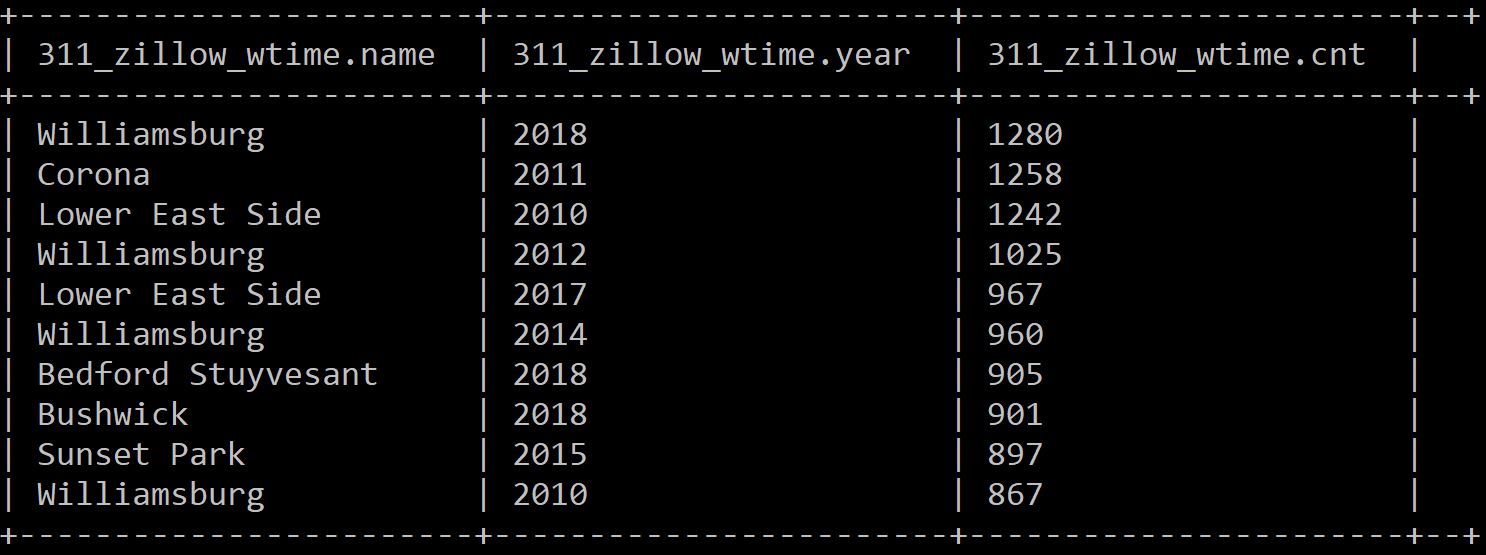 +------------------------+-------------------------+------------------------+--+
| 311_zillow_wtime.name  | 311_zillow_wtime.year  | 311_zillow_wtime.cnt  |
+------------------------+-------------------------+------------------------+--+
| Williamsburg           | 2018                   | 1280                  |
| Corona                 | 2011                   | 1258                  |
| Lower East Side        | 2010                   | 1242                  |
| Williamsburg           | 2012                   | 1025                  |
| Lower East Side        | 2017                   | 967                   |
| Williamsburg           | 2014                   | 960                   |
| Bedford Stuyvesant     | 2018                   | 905                   |
| Bushwick               | 2018                   | 901                   |
| Sunset Park            | 2015                   | 897                   |
| Williamsburg           | 2010                   | 867                   |
+------------------------+-------------------------+------------------------+--+